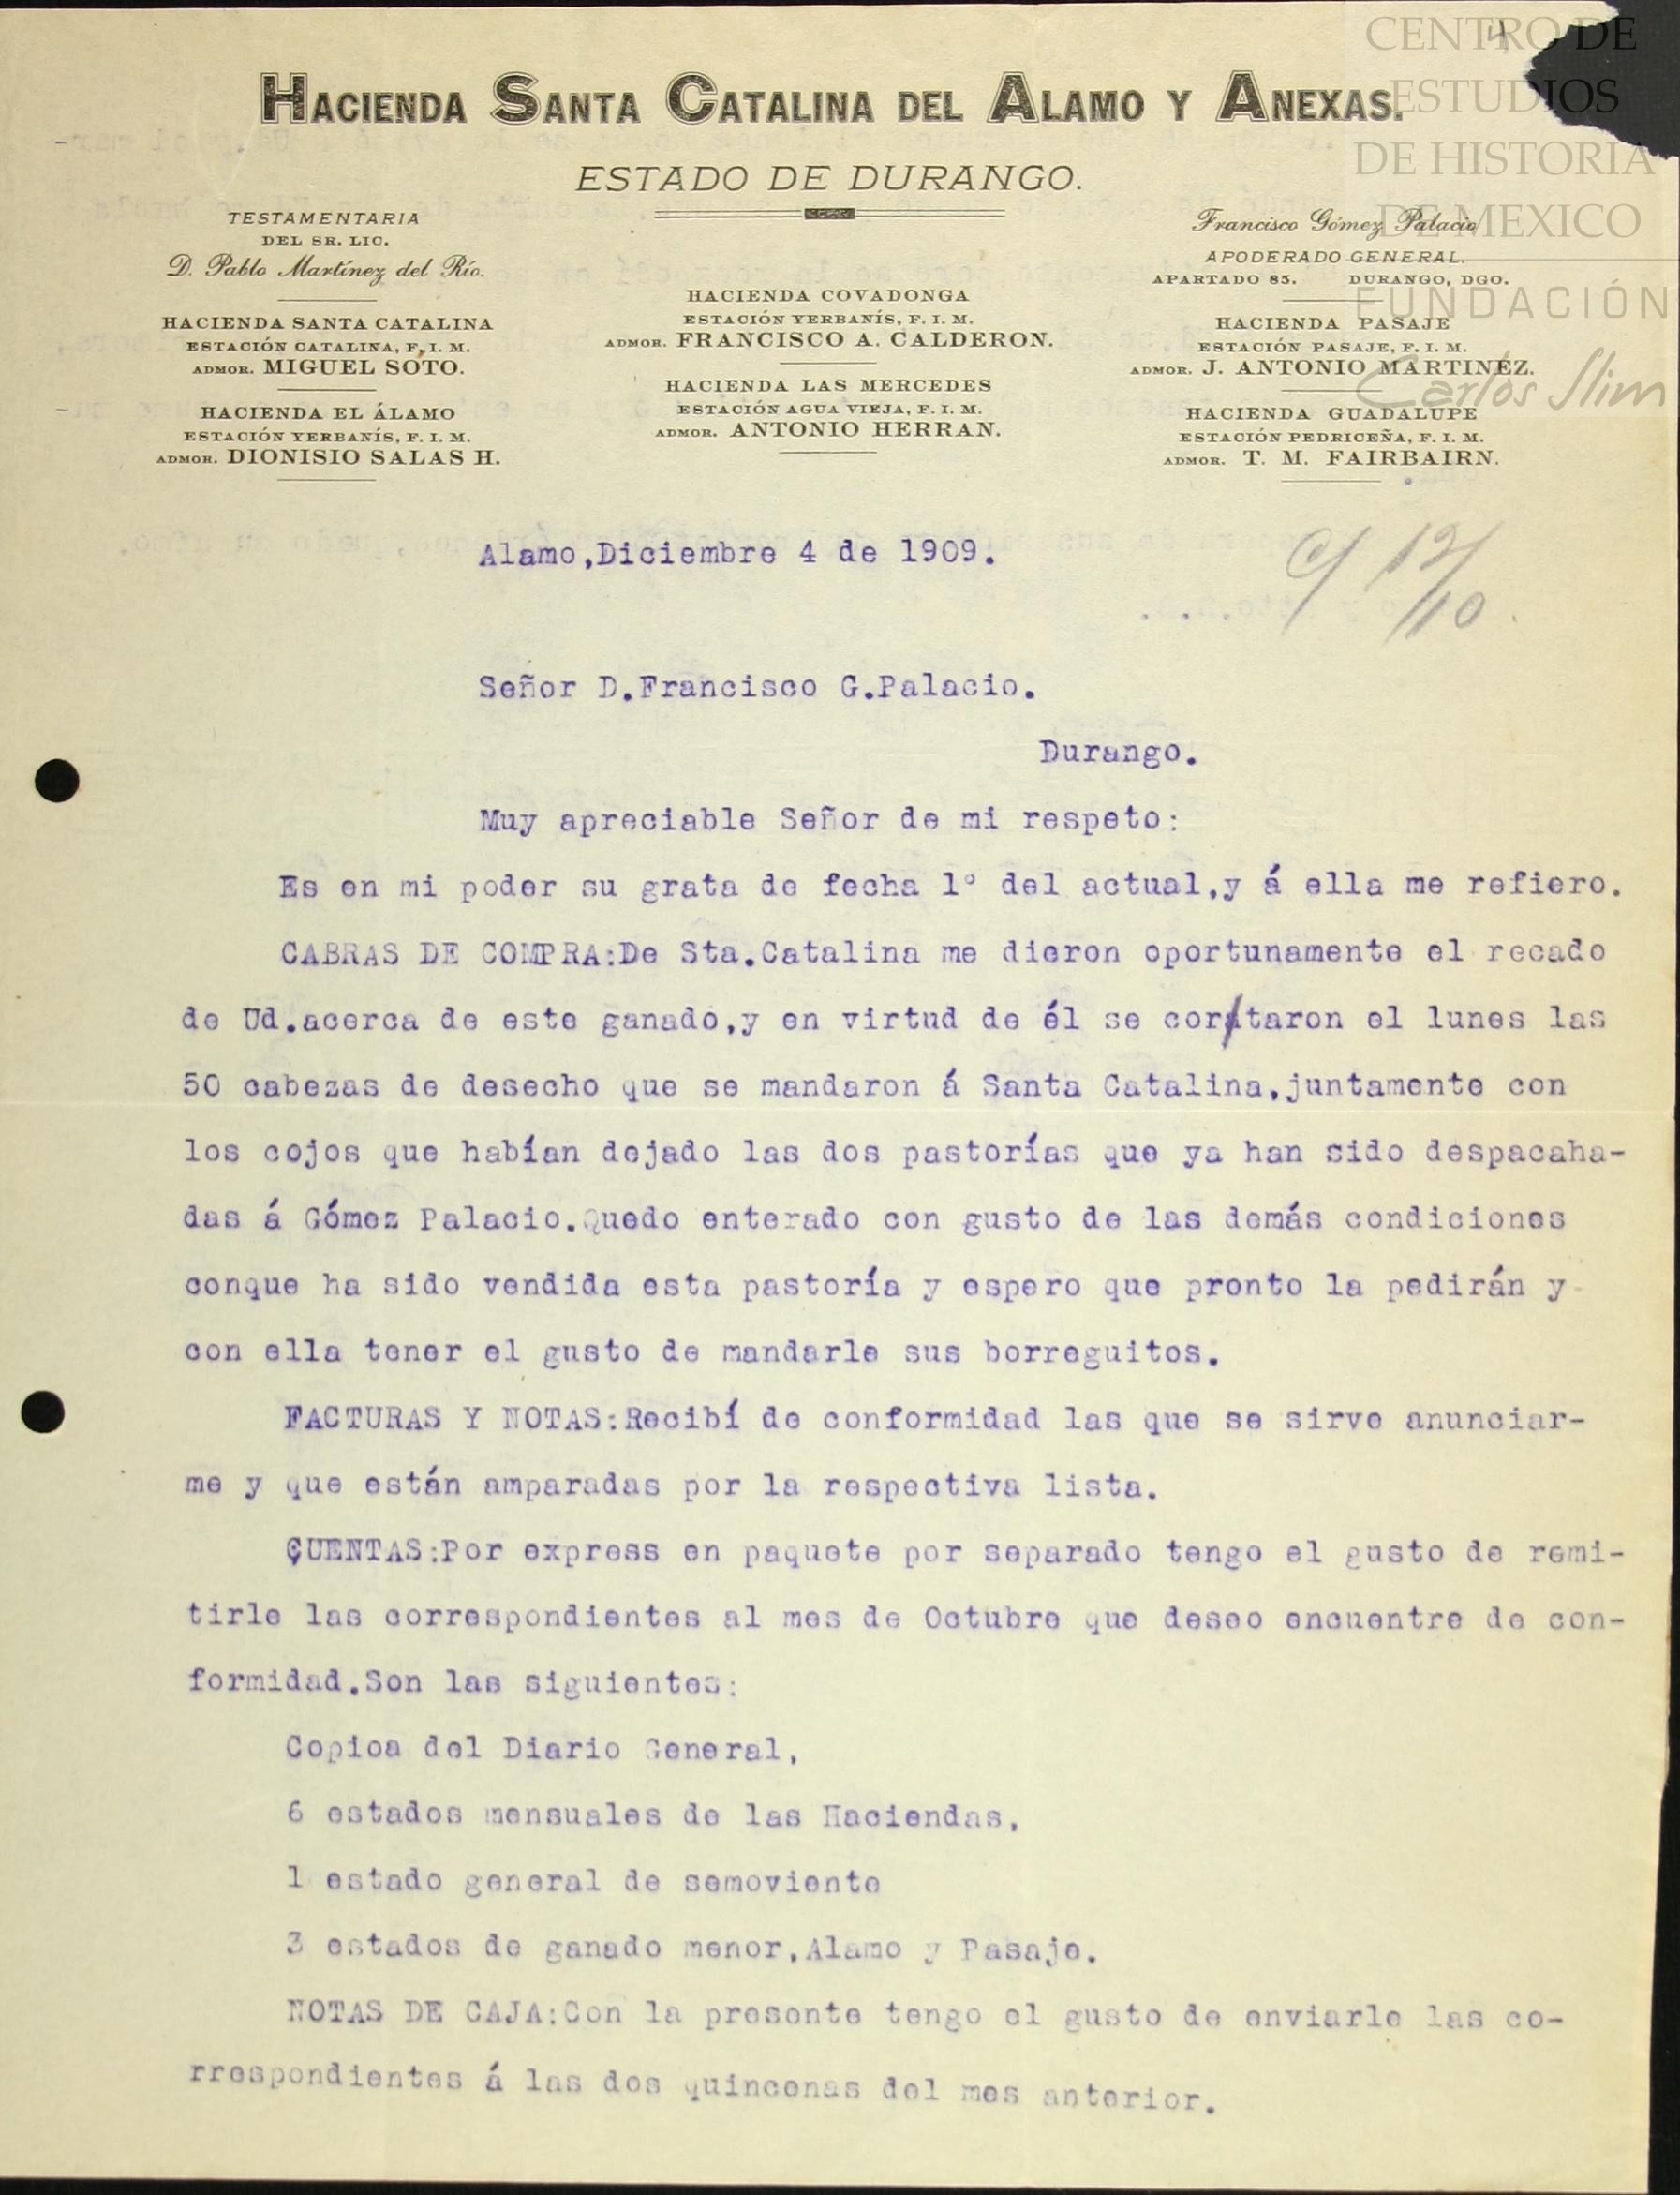 CENTRO DE
ESTUDIOS
DE HISTORIA
DE MEXICO
FUNDACIÓN
Carlos Slim
4
HACIENDA SANTA CATALINA DEL ALAMO Y ANEXAS.
ESTADO DE DURANGO.
TESTAMENTARIA
DEL SR. LIC.
D. Pablo Martínez del Río.
HACIENDA SANTA CATALINA
ESTACIÓN CATALINA, F. I. M.
ADMOR. MIGUEL SOTO.
HACIENDA EL ÁLAMO
ESTACIÓN YERBANÍS, F. I. M.
ADMOR. DIONISIO SALAS H.
HACIENDA COVADONGA
ESTACIÓN YERBANÍS, F. I. M.
ADMOR. FRANCISCO A. CALDERON.
HACIENDA LAS MERCEDES
ESTACIÓN AGUA VIEJA, F. I. M.
ADMOR. ANTONIO HERRAN.
Francisco Gómez Palacio
APODERADO GENERAL.
APARTADO 85. DURANGO, DGO.
HACIENDA PASAJE
ESTACIÓN PASAJE, F. I. M.
ADMOR. J. ANTONIO MARTINEZ.
HACIENDA GUADALUPE
ESTACIÓN PEDRICEÑA, F. I. M.
ADMOR. T. M. FAIRBAIRN.
Alamo,Diciembre 4 de 1909.
c/ 12/
/10
Señor D.Francisco G.Palacio.
Durango.
Muy apreciable Señor de mi respeto:
Es en mi poder su grata de fecha 1° del actual,y á ella me refiero.
CABRAS DE COMPRA:De Sta.Catalina me dieron oportunamente el recado
de Ud.acerca de este ganado,y en virtud de él se cor/taron el lunes las
50 cabezas de desecho que se mandaron á Santa Catalina,juntamente con
los cojos que habían dejado las dos pastorías que ya han sido despacaha-
das á Gómez Palacio.Quedo enterado con gusto de las demás condiciones
conque ha sido vendida esta pastoría y espero que pronto la pedirán y
con ella tener el gusto de mandarle sus borreguitos.
FACTURAS Y NOTAS:Recibí de conformidad las que se sirve anunciar-
me y que están amparadas por la respectiva lista.
CUENTAS:Por express en paquete por separado tengo el gusto de remi-
tirle las correspondientes al mes de Octubre que deseo encuentre de con-
formidad.Son las siguientes:
Copioa del Diario General,
6 estados mensuales de las Haciendas,
1 estado general de semoviente
3 estados de ganado menor,Alamo y Pasaje.
NOTAS DE CAJA:Con la presente tengo el gusto de enviarle las co-
rrespondientes á las dos quincenas del mes anterior.